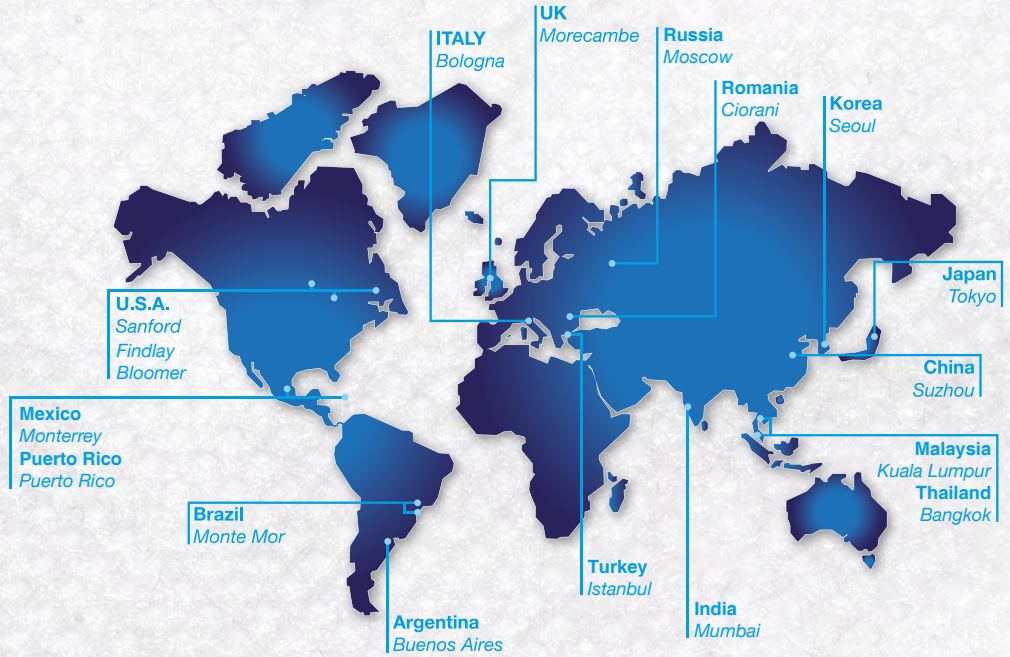 UK
Morecambe
ITALY
Bologna
Russia
Moscow
Romania
Ciorani
Korea
Seoul
Japan
Tokyo
U.S.A.
Sanford
Findlay
Bloomer
China
Suzhou
Mexico
Monterrey
Puerto Rico
Puerto Rico
Malaysia
Kuala Lumpur
Thailand
Bangkok
Brazil
Monte Mor
Turkey
Istanbul
India
Mumbai
Argentina
Buenos Aires